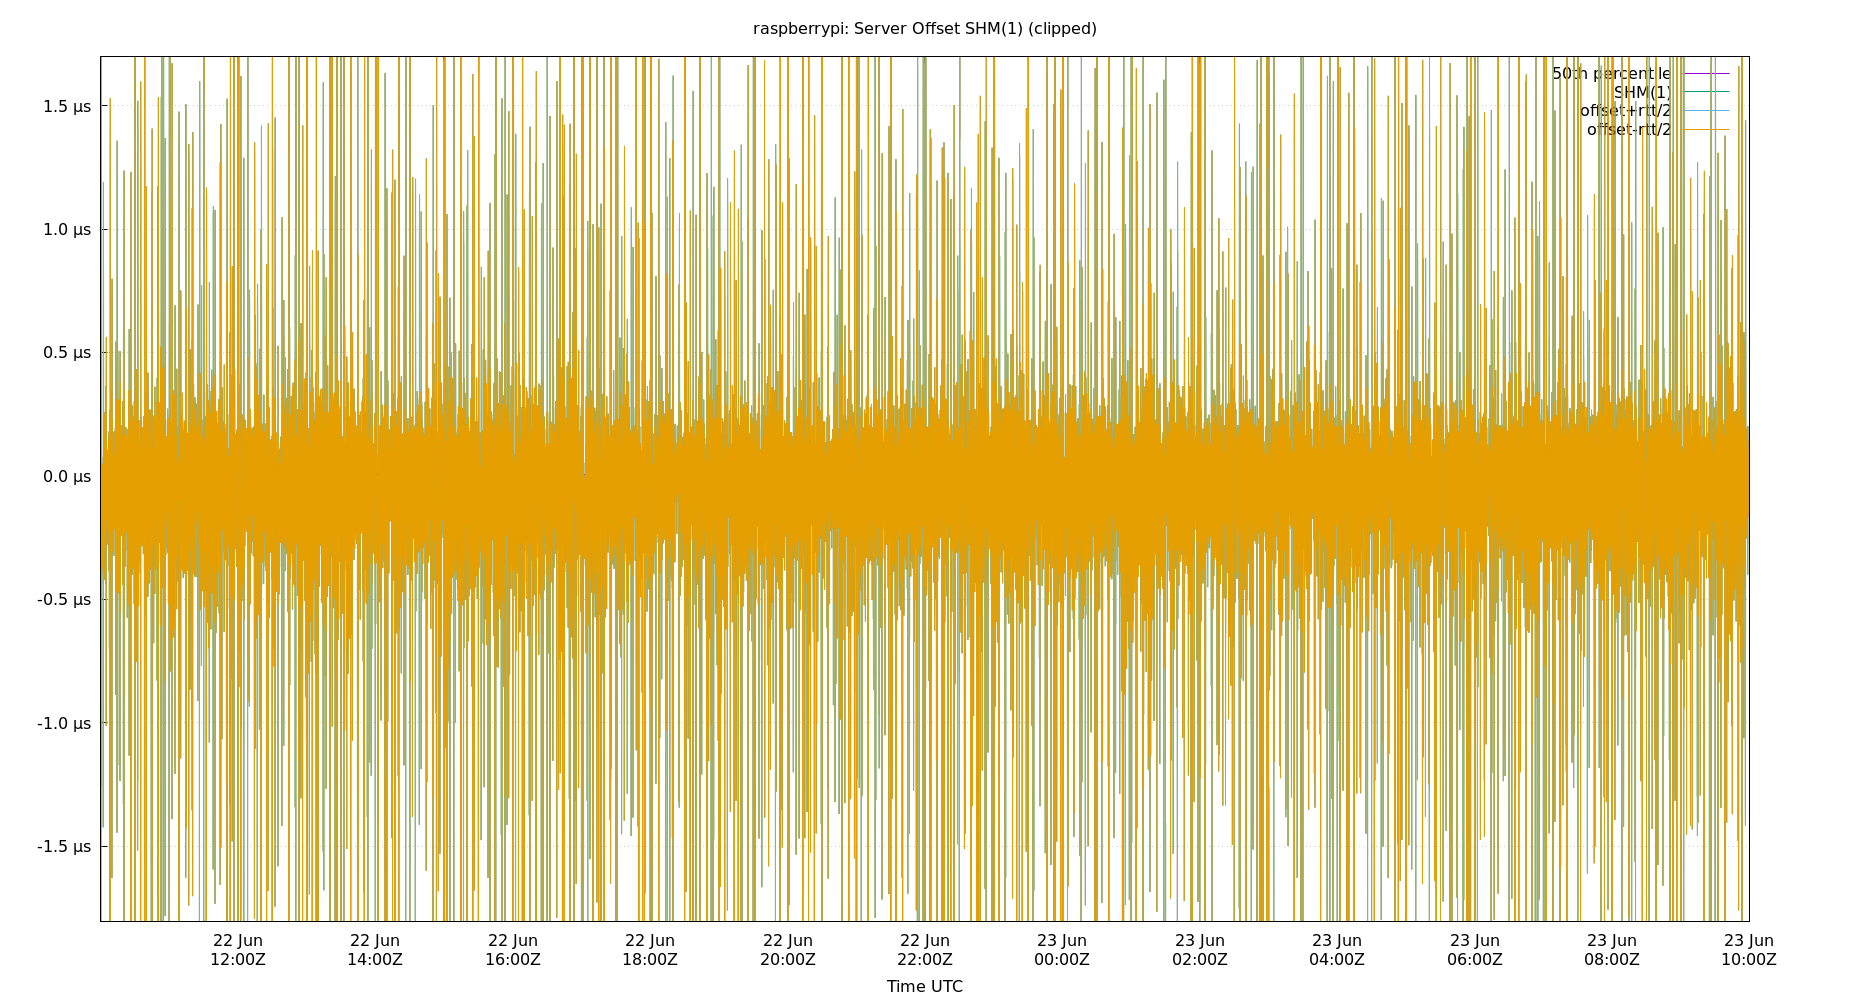 raspberrypi: Server Offset SHM(1) (clipped)
50th percentile
SHM(1)
offset+rtt/2
offset-rtt/2
1.5 µs
1.0 µs
0.5 µs
0.0 µs
-0.5 µs
-1.0 µs
-1.5 µs
22 Jun 22 Jun 22 Jun 22 Jun 22 Jun 22 Jun 23 Jun 23 Jun 23 Jun 23 Jun 23 Jun 23 Jun
12:00Z 14:00Z 16:00Z 18:00Z 20:00Z 22:00Z 00:00Z 02:00Z 04:00Z 06:00Z 08:00Z 10:00Z
Time UTC